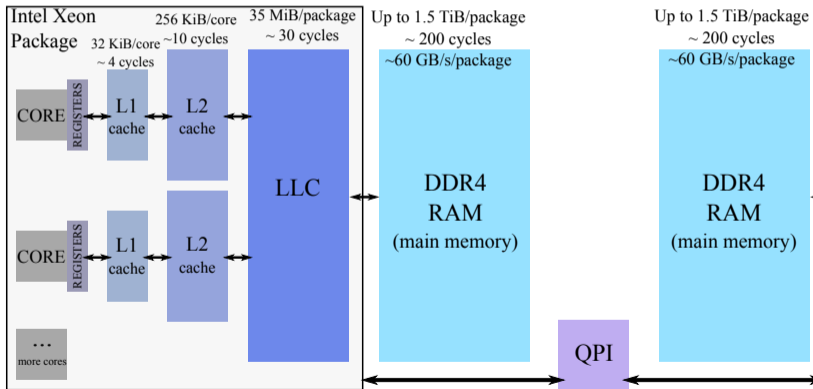 Intel Xeon
Package
32 KiB/core
~ 4 cycles
256 KiB/core
~10 cycles
35 MiB/package
~ 30 cycles
Up to 1.5 TiB/package
~ 200 cycles
~60 GB/s/package
Up to 1.5 TiB/package
~ 200 cycles
~60 GB/s/package
CORE
REGISTERS
L1
cache
L2
cache
LLC
DDR4
RAM
(main memory)
DDR4
RAM
(main memory)
CORE
REGISTERS
L1
cache
L2
cache
...
more cores
QPI